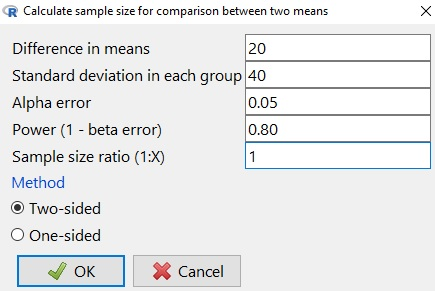 R Calculate sample size for comparison between two means
Difference in means 20
Standard deviation in each group 40
Alpha error 0.05
Power (1 - beta error) 0.80
Sample size ratio (1:X) 1
Method
Two-sided
One-sided
OK Cancel